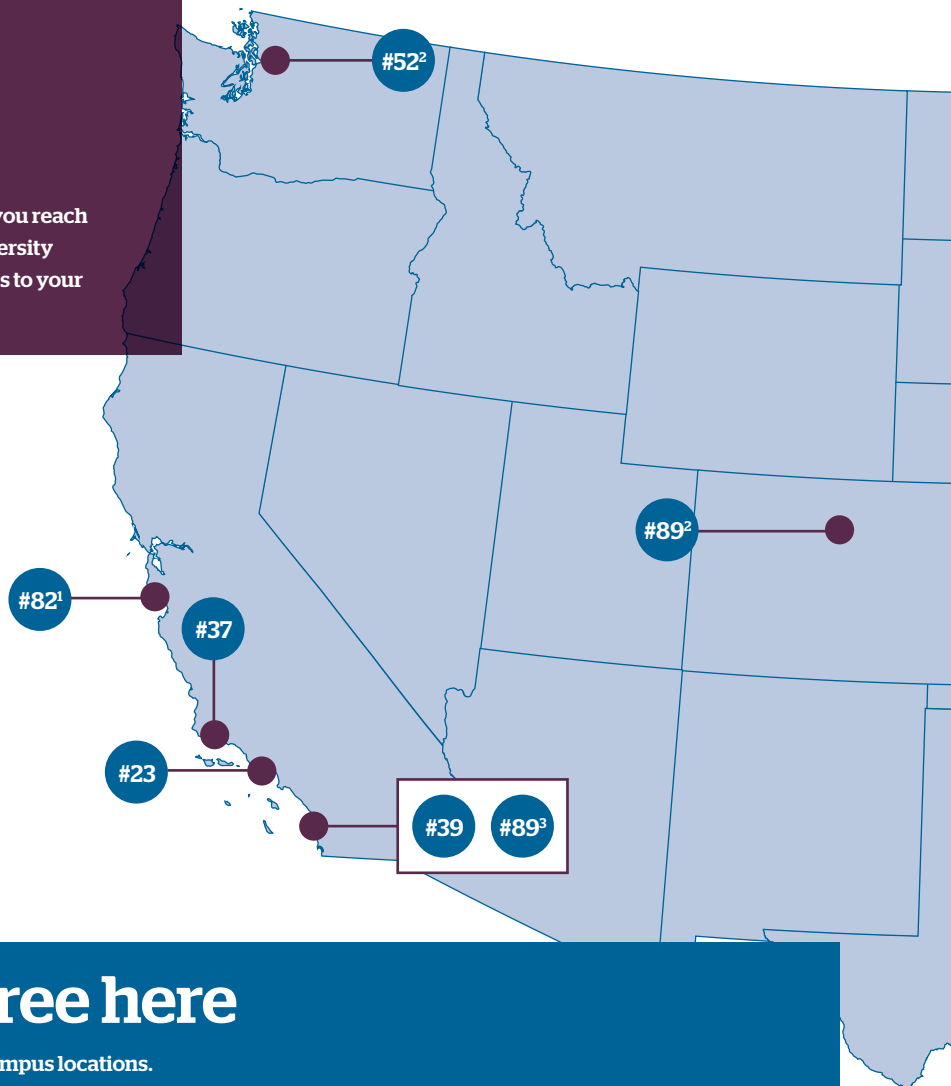 #52²
you reach
ersity
s to your
#89²
#82¹
#37
#23
#39 #89³
ree here
mpus locations.